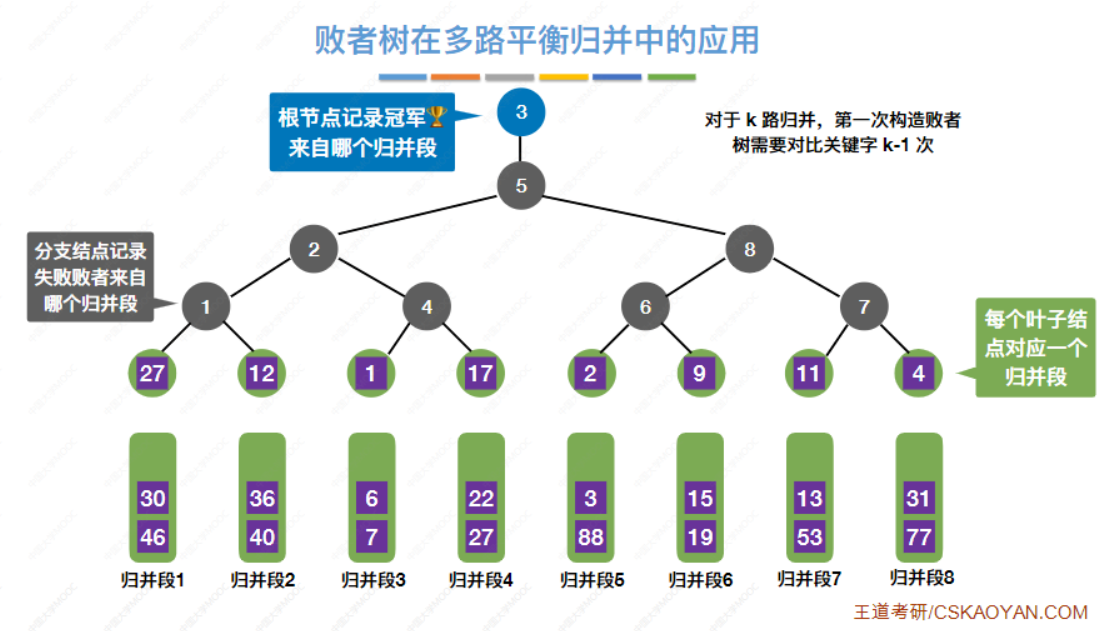 败者树在多路平衡归并中的应用
根节点记录冠军🏆
来自哪个归并段
3
对于 k 路归并，第一次构造败者
树需要对比关键字 k-1 次
5
分支结点记录
失败败者来自
哪个归并段
2
8
1
4
6
7
每个叶子结
点对应一个
归并段
27 12 1 17 2 9 11 4
30 36 6 22 3 15 13 31
46 40 7 27 88 19 53 77
归并段1 归并段2 归并段3 归并段4 归并段5 归并段6 归并段7 归并段8
王道考研/CSKAOYAN.COM